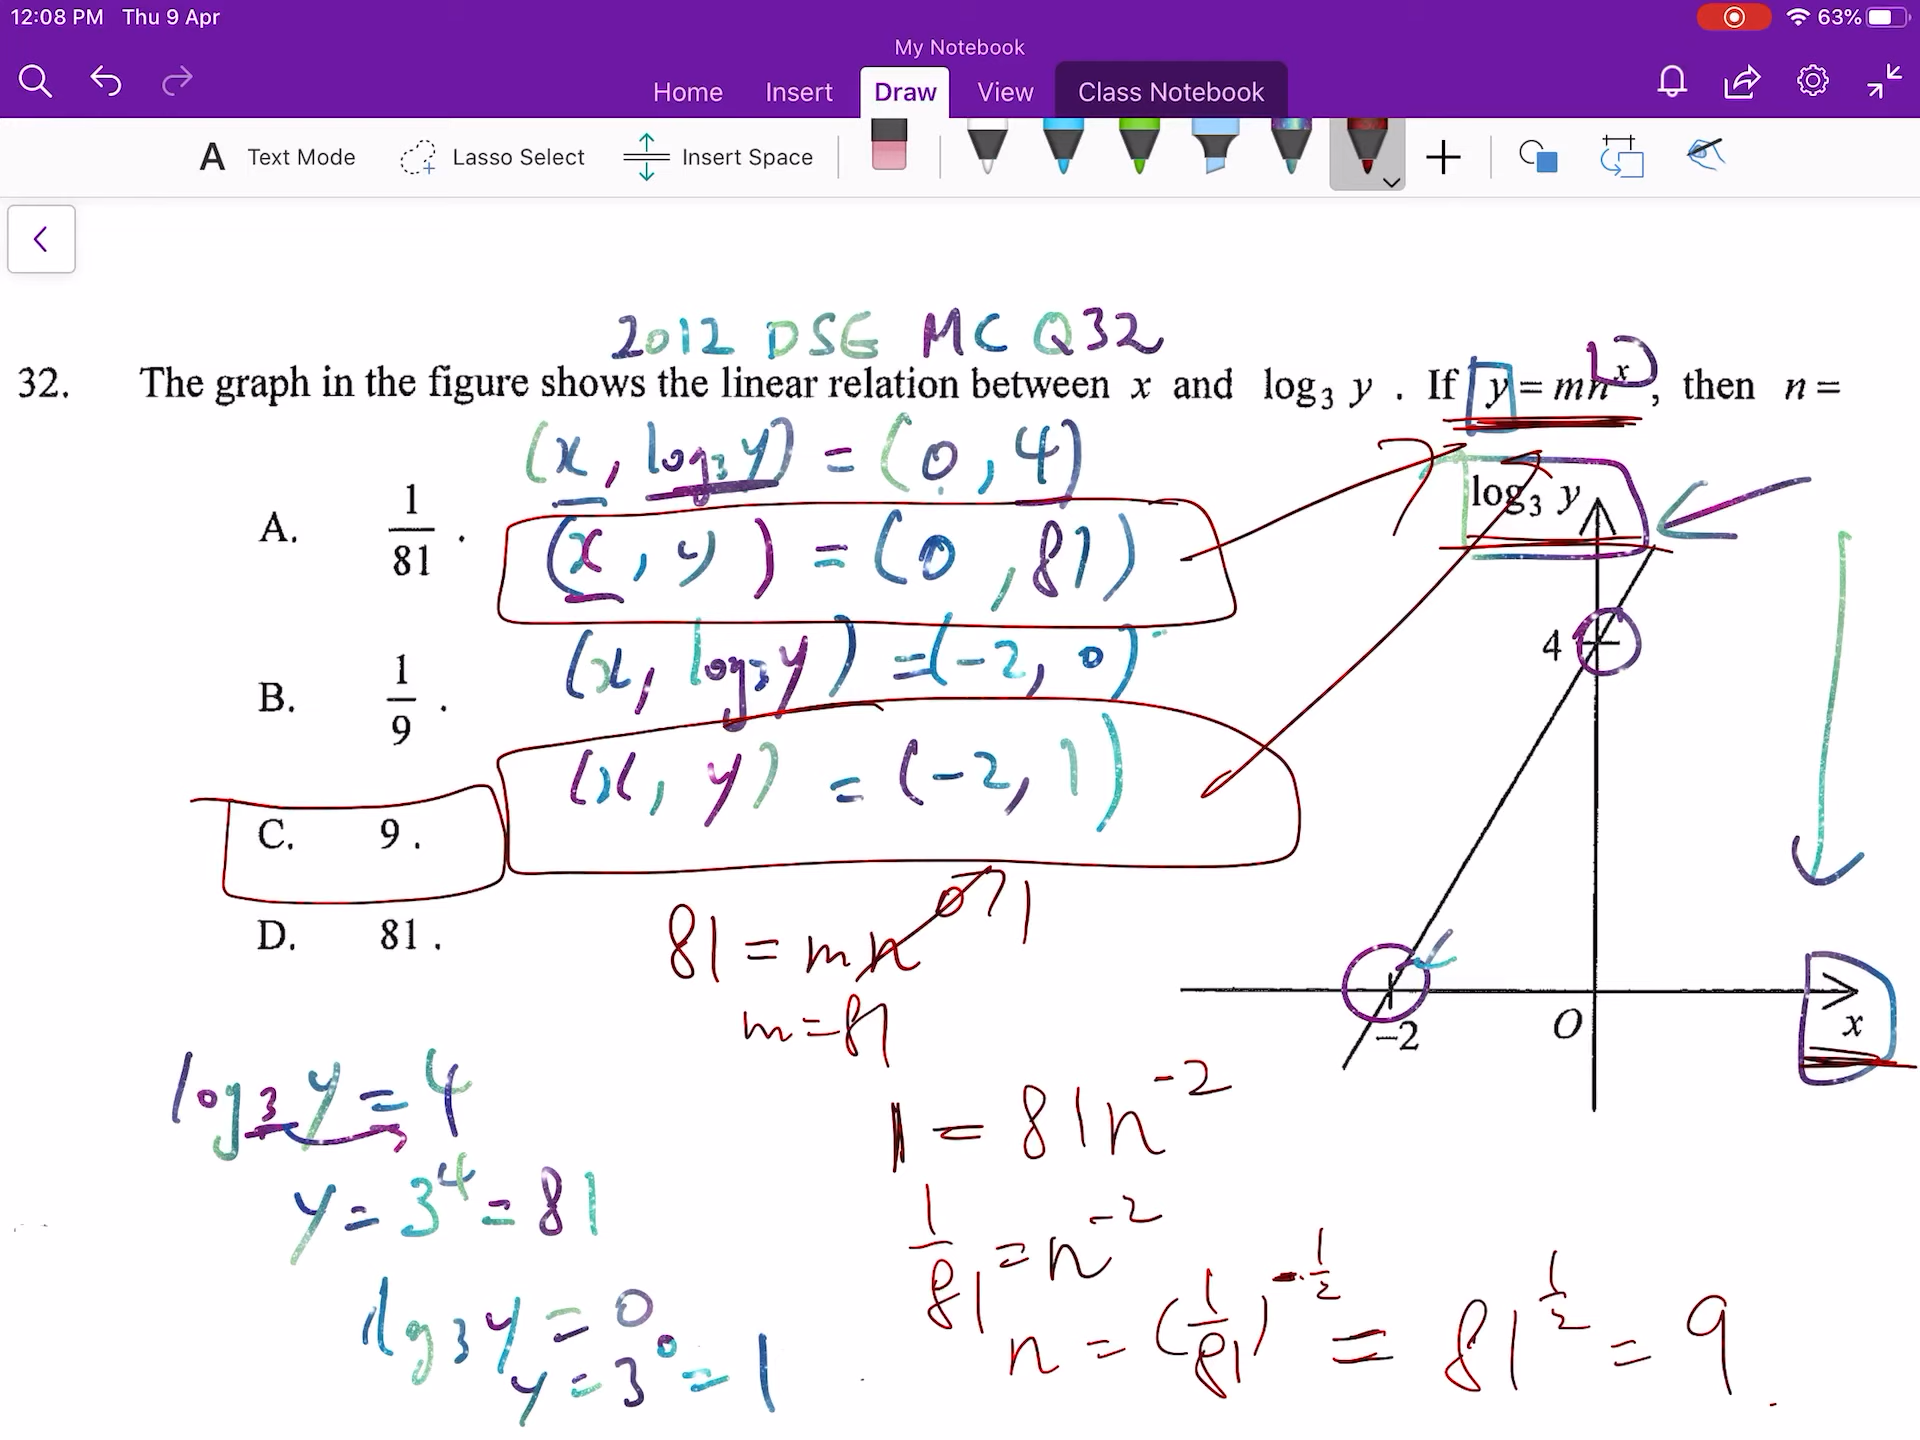 12:08 PM Thu 9 Apr
63%
My Notebook
Home Insert Draw View Class Notebook
A Text Mode Lasso Select Insert Space
2012 DSE MC Q32
32. The graph in the figure shows the linear relation between x and log₃ y . If y = mnˣ , then n =
(x, log₃y) = (0, 4)
log₃ y
A. 1/81 .
(x, y) = (0, 81)
4
B. 1/9 .
(x, log₃y) = (-2, 0)
(x, y) = (-2, 1)
C. 9 .
D. 81 .
81 = mn⁰ 1
m = 81
–2 O x
log₃y = 4
1 = 81n⁻²
y = 3⁴ = 81
1/81 = n⁻²
log₃y = 0
y = 3⁰ = 1
n = (1/81)^-1/2 = 81^1/2 = 9